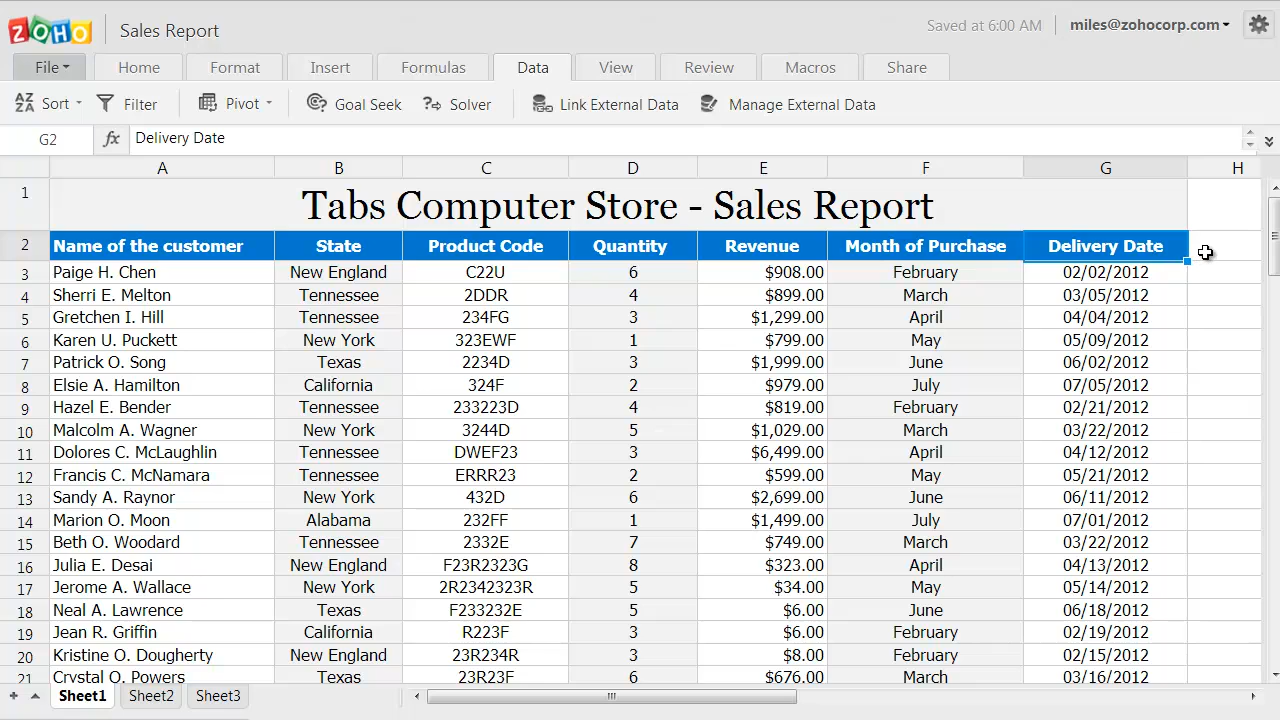 ZOHO Sales Report Saved at 6:00 AM miles@zohocorp.com
File Home Format Insert Formulas Data View Review Macros Share
AZ ZA Sort Filter Pivot Goal Seek Solver Link External Data Manage External Data
G2 fx Delivery Date
A B C D E F G H
1 Tabs Computer Store - Sales Report
2 Name of the customer State Product Code Quantity Revenue Month of Purchase Delivery Date
3 Paige H. Chen New England C22U 6 $908.00 February 02/02/2012
4 Sherri E. Melton Tennessee 2DDR 4 $899.00 March 03/05/2012
5 Gretchen I. Hill Tennessee 234FG 3 $1,299.00 April 04/04/2012
6 Karen U. Puckett New York 323EWF 1 $799.00 May 05/09/2012
7 Patrick O. Song Texas 2234D 3 $1,999.00 June 06/02/2012
8 Elsie A. Hamilton California 324F 2 $979.00 July 07/05/2012
9 Hazel E. Bender Tennessee 233223D 4 $819.00 February 02/21/2012
10 Malcolm A. Wagner New York 3244D 5 $1,029.00 March 03/22/2012
11 Dolores C. McLaughlin Tennessee DWEF23 3 $6,499.00 April 04/12/2012
12 Francis C. McNamara Tennessee ERRR23 2 $599.00 May 05/21/2012
13 Sandy A. Raynor New York 432D 6 $2,699.00 June 06/11/2012
14 Marion O. Moon Alabama 232FF 1 $1,499.00 July 07/01/2012
15 Beth O. Woodard Tennessee 2332E 7 $749.00 March 03/22/2012
16 Julia E. Desai New England F23R2323G 8 $323.00 April 04/13/2012
17 Jerome A. Wallace New York 2R2342323R 5 $34.00 May 05/14/2012
18 Neal A. Lawrence Texas F233232E 5 $6.00 June 06/18/2012
19 Jean R. Griffin California R223F 3 $6.00 February 02/19/2012
20 Kristine O. Dougherty New England 23R234R 3 $8.00 February 02/15/2012
21 Crystal O. Powers Texas 23R23F 6 $676.00 March 03/16/2012
Sheet1 Sheet2 Sheet3